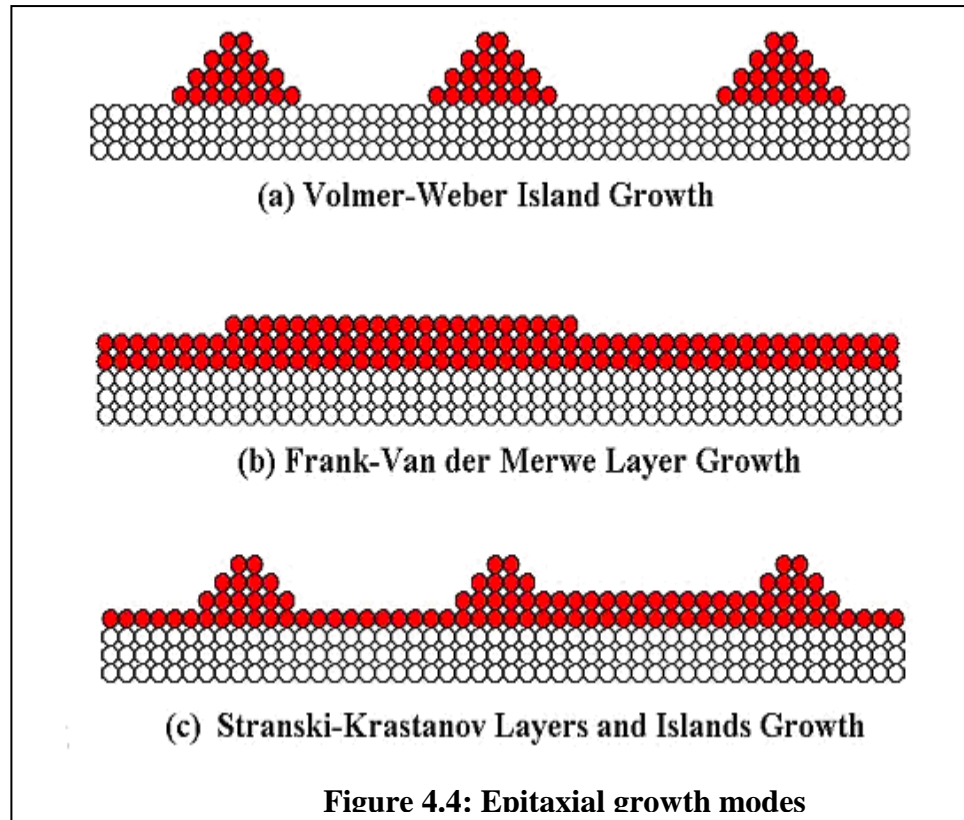 (a) Volmer-Weber Island Growth
(b) Frank-Van der Merwe Layer Growth
(c) Stranski-Krastanov Layers and Islands Growth
Figure 4.4: Epitaxial growth modes